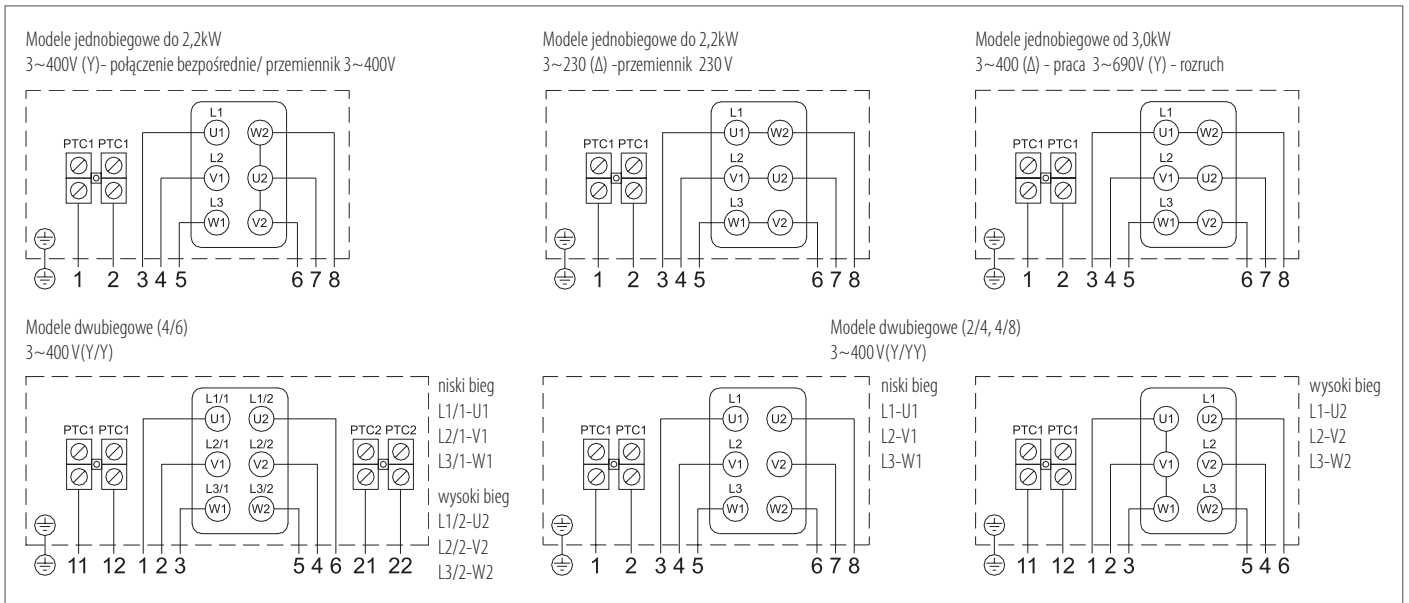 Modele jednobiegowe do 2,2kW
3~400V (Y)- połączenie bezpośrednie/ przemiennik 3~400V
L1
U1 W2
PTC1 PTC1
L2
V1 U2
L3
W1 V2
1 2 3 4 5 6 7 8
Modele jednobiegowe do 2,2kW
3~230 (Δ) -przemiennik 230 V
L1
U1 W2
PTC1 PTC1
L2
V1 U2
L3
W1 V2
1 2 3 4 5 6 7 8
Modele jednobiegowe od 3,0kW
3~400 (Δ) - praca 3~690V (Y) - rozruch
L1
U1 W2
PTC1 PTC1
L2
V1 U2
L3
W1 V2
1 2 3 4 5 6 7 8
Modele dwubiegowe (4/6)
3~400 V(Y/Y)
L1/1 L1/2
U1 U2
PTC1 PTC1 PTC2 PTC2
L2/1 L2/2
V1 V2
L3/1 L3/2
W1 W2
11 12 1 2 3 5 4 6 21 22
niski bieg
L1/1-U1
L2/1-V1
L3/1-W1
wysoki bieg
L1/2-U2
L2/2-V2
L3/2-W2
Modele dwubiegowe (2/4, 4/8)
3~400 V(Y/YY)
L1
U1 U2
PTC1 PTC1
L2
V1 V2
L3
W1 W2
1 2 3 4 5 6 7 8
niski bieg
L1-U1
L2-V1
L3-W1
L1
U1 U2
PTC1 PTC1
L2
V1 V2
L3
W1 W2
11 12 1 2 3 5 4 6
wysoki bieg
L1-U2
L2-V2
L3-W2